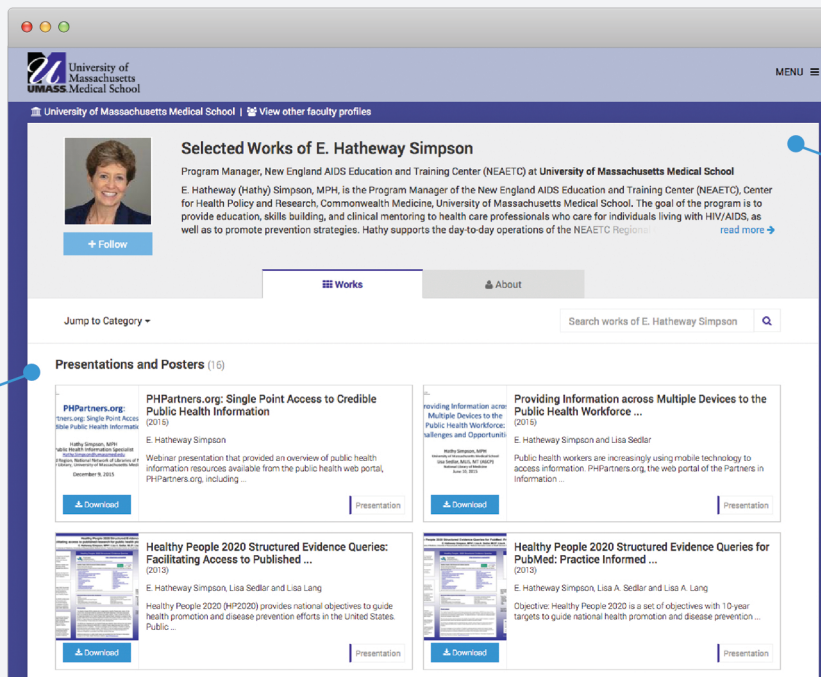 University of
Massachusetts
UMASS Medical School
MENU
University of Massachusetts Medical School | View other faculty profiles
Selected Works of E. Hatheway Simpson
Program Manager, New England AIDS Education and Training Center (NEAETC) at University of Massachusetts Medical School
E. Hatheway (Hathy) Simpson, MPH, is the Program Manager of the New England AIDS Education and Training Center (NEAETC), Center
for Health Policy and Research, Commonwealth Medicine, University of Massachusetts Medical School. The goal of the program is to
provide education, skills building, and clinical mentoring to health care professionals who care for individuals living with HIV/AIDS, as
well as to promote prevention strategies. Hathy supports the day-to-day operations of the NEAETC Regional
read more
+ Follow
Works
About
Jump to Category
Search works of E. Hatheway Simpson
Presentations and Posters (16)
PHPartners.org:
Hathy Simpson, MPH
December 9, 2015
Download
PHPartners.org: Single Point Access to Credible
Public Health Information
(2015)
E. Hatheway Simpson
Webinar presentation that provided an overview of public health
information resources available from the public health web portal,
PHPartners.org, including ...
Presentation
roviding Information acros
Multiple Devices to the
Public Health Workforce:
hallenges and Opportuniti
Hathy Simpson, MPH
Download
Providing Information across Multiple Devices to the
Public Health Workforce ...
(2015)
E. Hatheway Simpson and Lisa Sedlar
Public health workers are increasingly using mobile technology to
access information. PHPartners.org, the web portal of the Partners in
Information ...
Presentation
Download
Healthy People 2020 Structured Evidence Queries:
Facilitating Access to Published ...
(2013)
E. Hatheway Simpson, Lisa Sedlar and Lisa Lang
Healthy People 2020 (HP2020) provides national objectives to guide
health promotion and disease prevention efforts in the United States.
Public ...
Presentation
Download
Healthy People 2020 Structured Evidence Queries for
PubMed: Practice Informed ...
(2013)
E. Hatheway Simpson, Lisa A. Sedlar and Lisa A. Lang
Objective: Healthy People 2020 is a set of objectives with 10-year
targets to guide national health promotion and disease prevention ...
Presentation